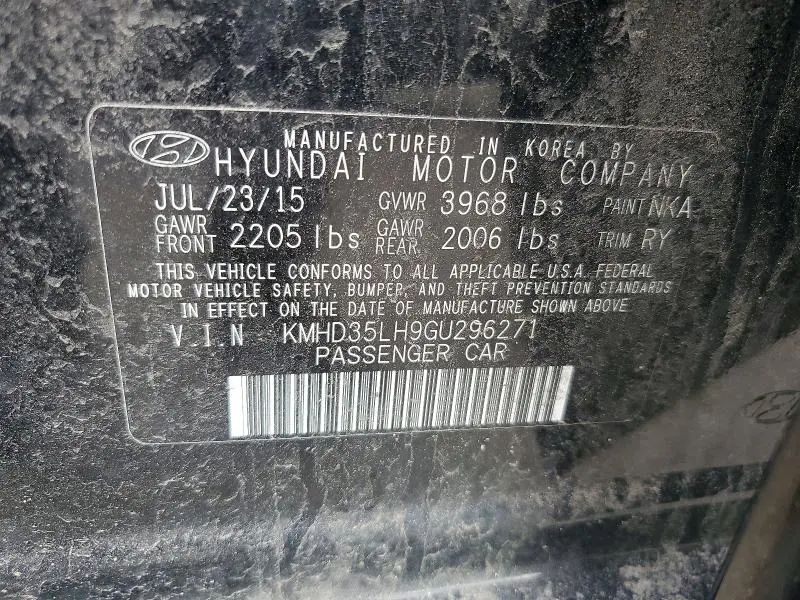 MANUFACTURED IN KOREA BY
HYUNDAI MOTOR COMPANY
JUL/23/15 GVWR 3968 lbs PAINT NKA
GAWR FRONT 2205 lbs GAWR REAR 2006 lbs TRIM RY
THIS VEHICLE CONFORMS TO ALL APPLICABLE U.S.A. FEDERAL
MOTOR VEHICLE SAFETY, BUMPER, AND THEFT PREVENTION STANDARDS
IN EFFECT ON THE DATE OF MANUFACTURE SHOWN ABOVE
V.I.N KMHD35LH9GU296271
PASSENGER CAR